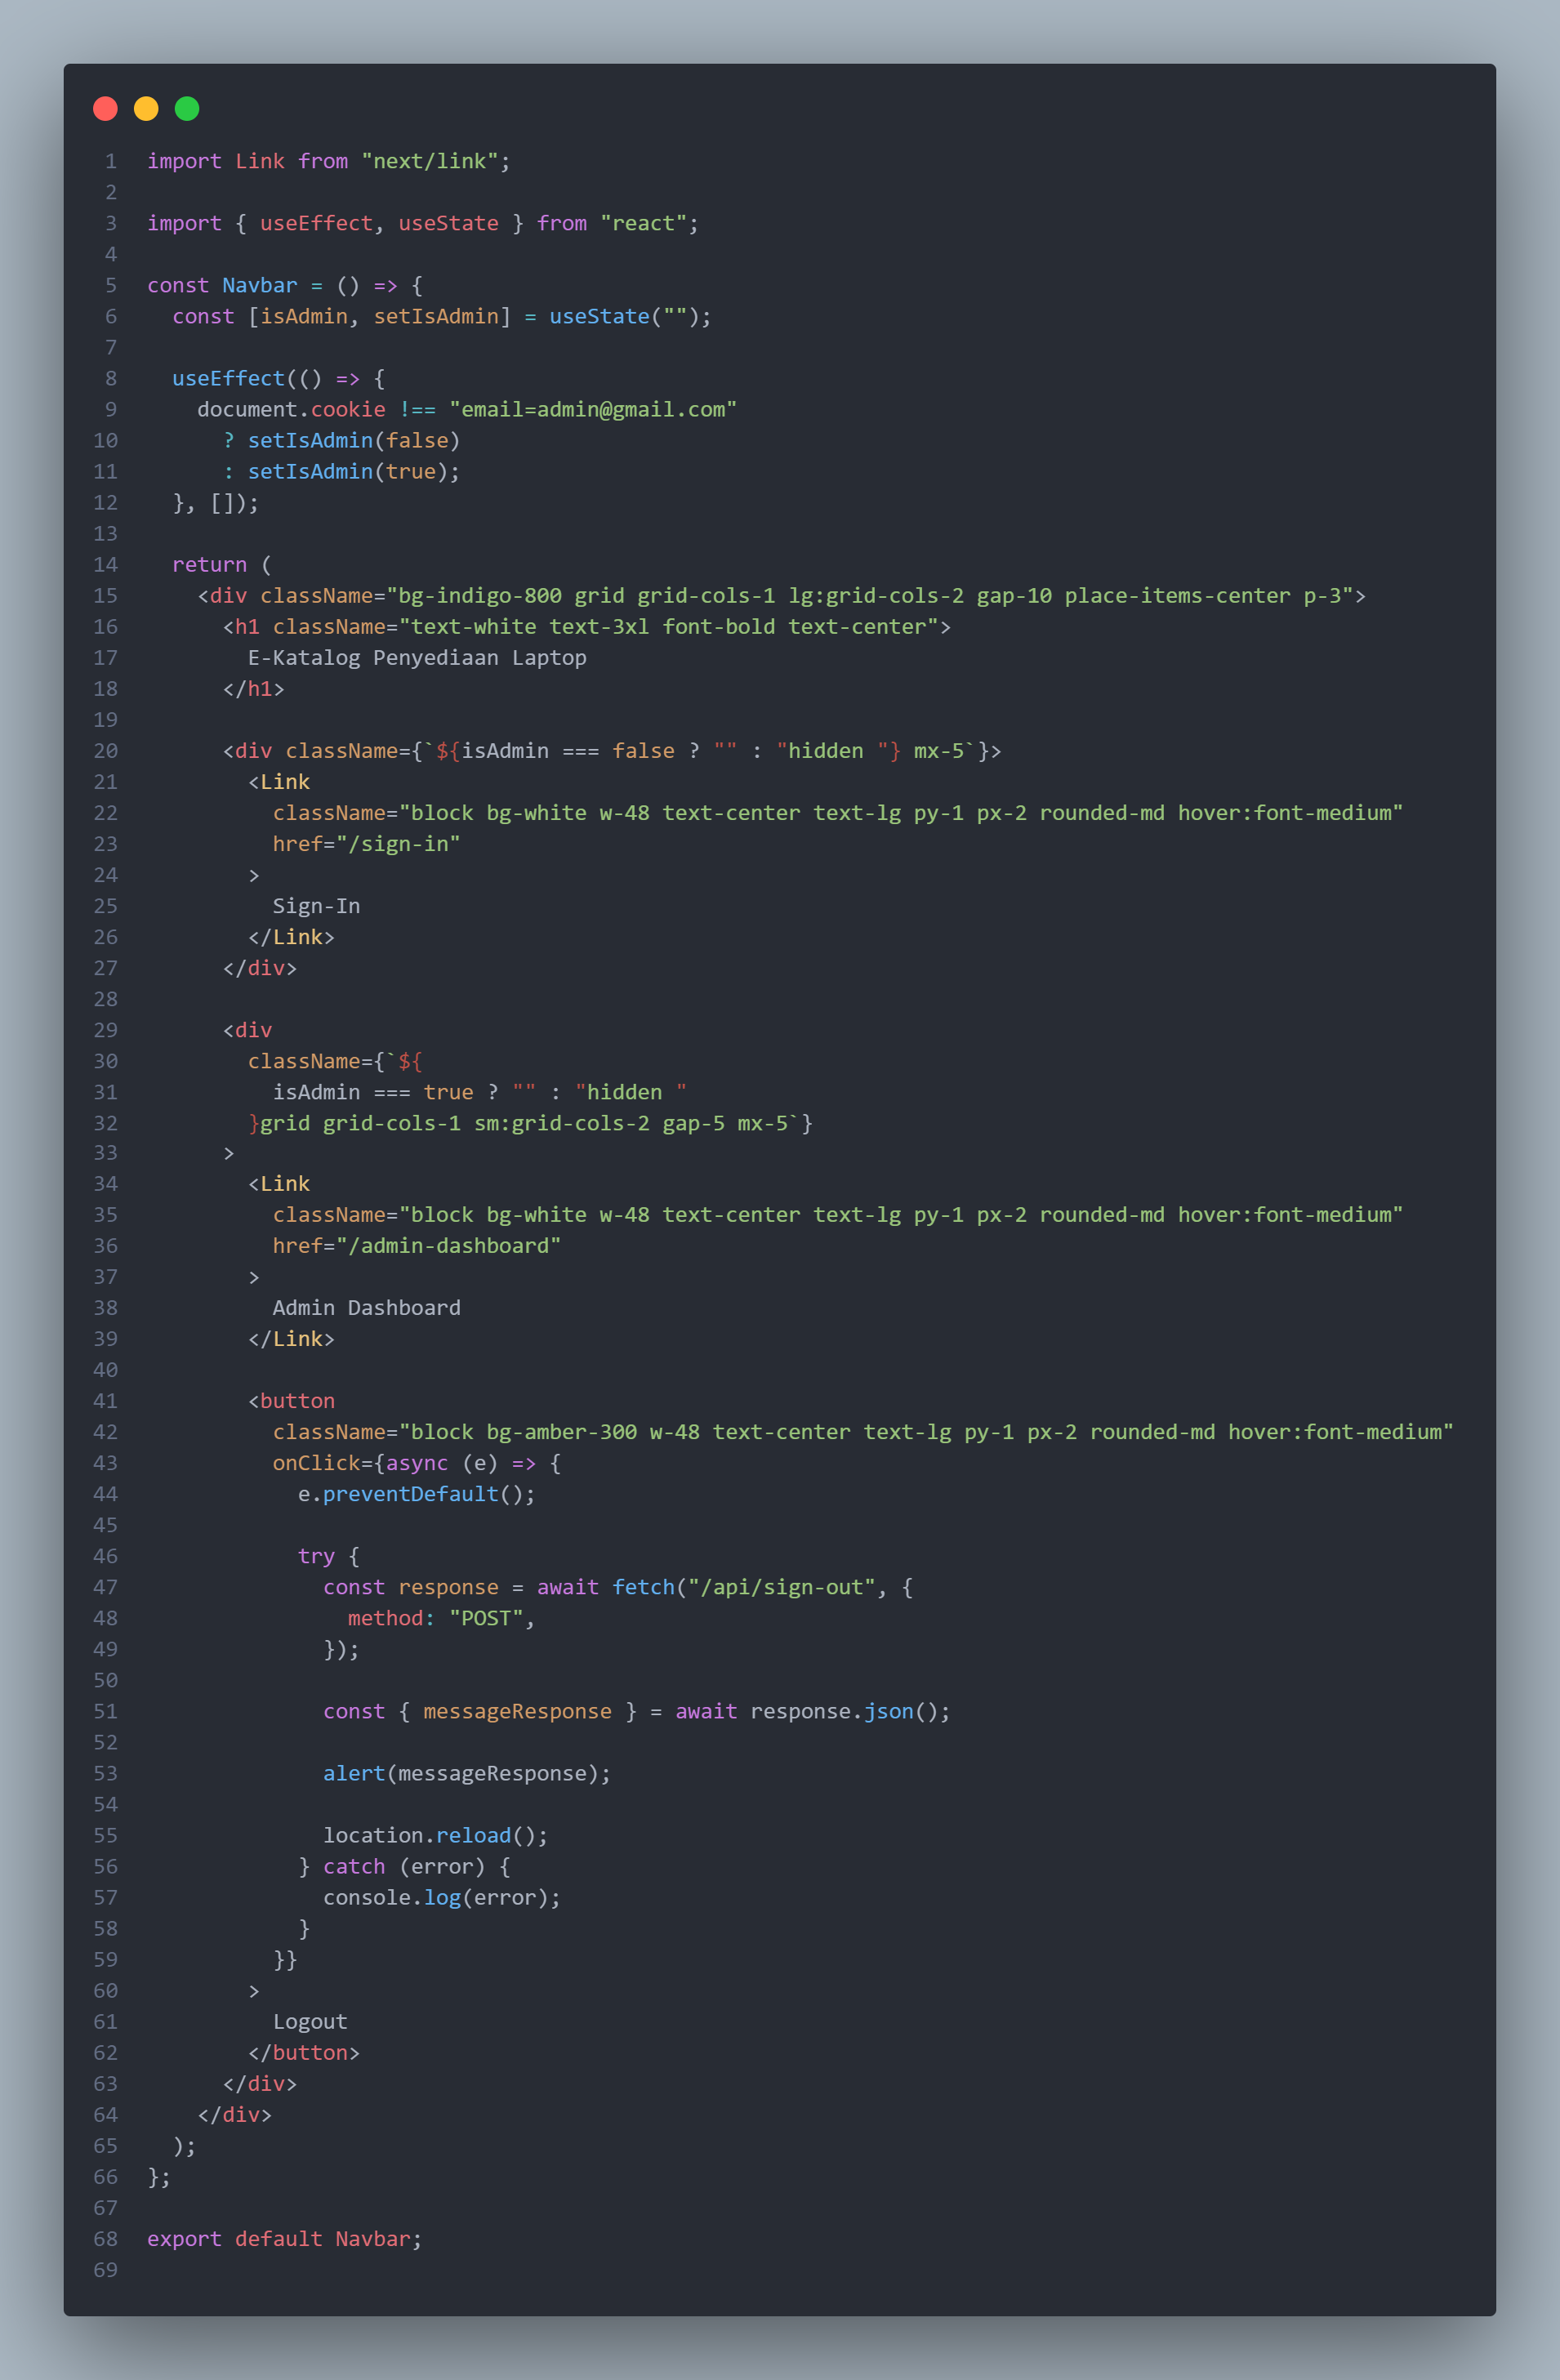 1 import Link from "next/link";
2
3 import { useEffect, useState } from "react";
4
5 const Navbar = () => {
6   const [isAdmin, setIsAdmin] = useState("");
7
8   useEffect(() => {
9     document.cookie !== "email=admin@gmail.com"
10       ? setIsAdmin(false)
11       : setIsAdmin(true);
12   }, []);
13
14   return (
15     <div className="bg-indigo-800 grid grid-cols-1 lg:grid-cols-2 gap-10 place-items-center p-3">
16       <h1 className="text-white text-3xl font-bold text-center">
17         E-Katalog Penyediaan Laptop
18       </h1>
19
20       <div className={`${isAdmin === false ? "" : "hidden "} mx-5`}>
21         <Link
22           className="block bg-white w-48 text-center text-lg py-1 px-2 rounded-md hover:font-medium"
23           href="/sign-in"
24         >
25           Sign-In
26         </Link>
27       </div>
28
29       <div
30         className={`${
31           isAdmin === true ? "" : "hidden "
32         }grid grid-cols-1 sm:grid-cols-2 gap-5 mx-5`}
33       >
34         <Link
35           className="block bg-white w-48 text-center text-lg py-1 px-2 rounded-md hover:font-medium"
36           href="/admin-dashboard"
37         >
38           Admin Dashboard
39         </Link>
40
41         <button
42           className="block bg-amber-300 w-48 text-center text-lg py-1 px-2 rounded-md hover:font-medium"
43           onClick={async (e) => {
44             e.preventDefault();
45
46             try {
47               const response = await fetch("/api/sign-out", {
48                 method: "POST",
49               });
50
51               const { messageResponse } = await response.json();
52
53               alert(messageResponse);
54
55               location.reload();
56             } catch (error) {
57               console.log(error);
58             }
59           }}
60         >
61           Logout
62         </button>
63       </div>
64     </div>
65   );
66 };
67
68 export default Navbar;
69